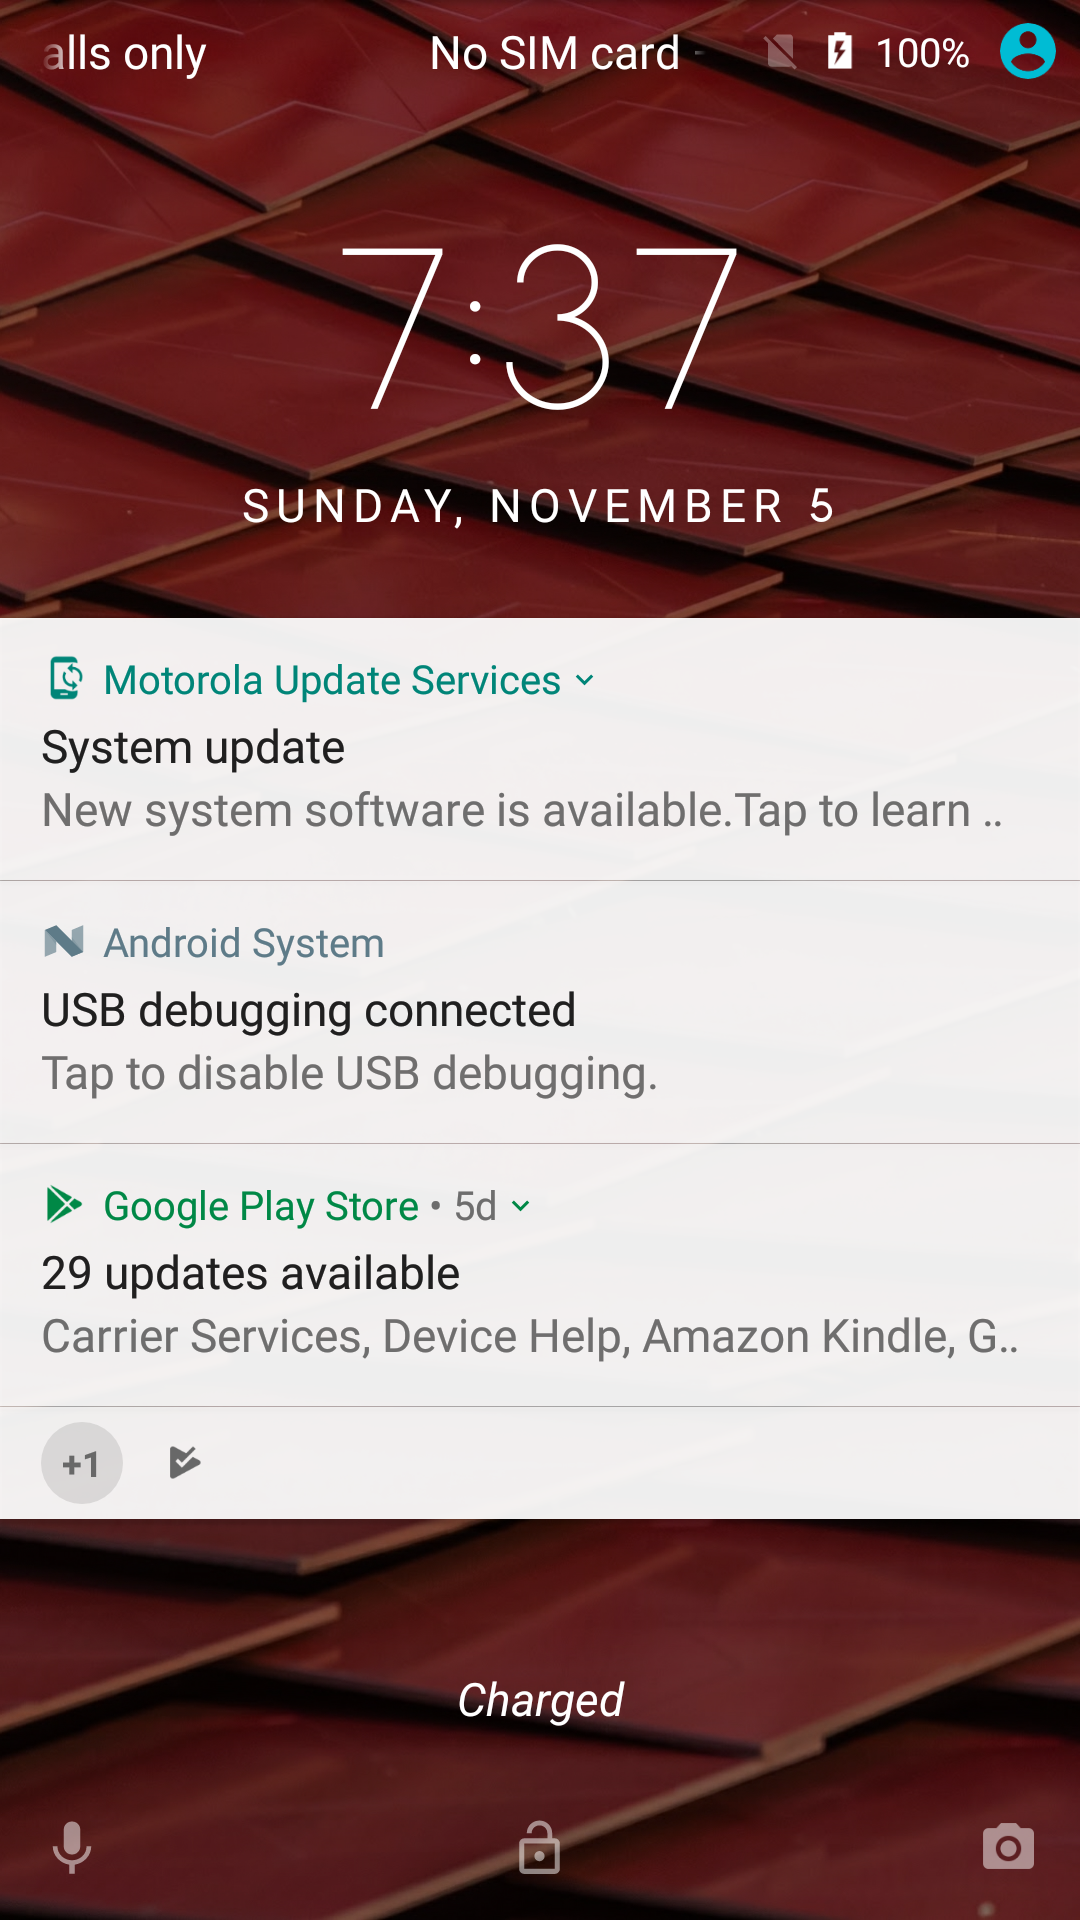 alls only No SIM card - 100%
7:37
SUNDAY, NOVEMBER 5
Motorola Update Services
System update
New system software is available.Tap to learn ..
Android System
USB debugging connected
Tap to disable USB debugging.
Google Play Store • 5d
29 updates available
Carrier Services, Device Help, Amazon Kindle, G..
+1
Charged